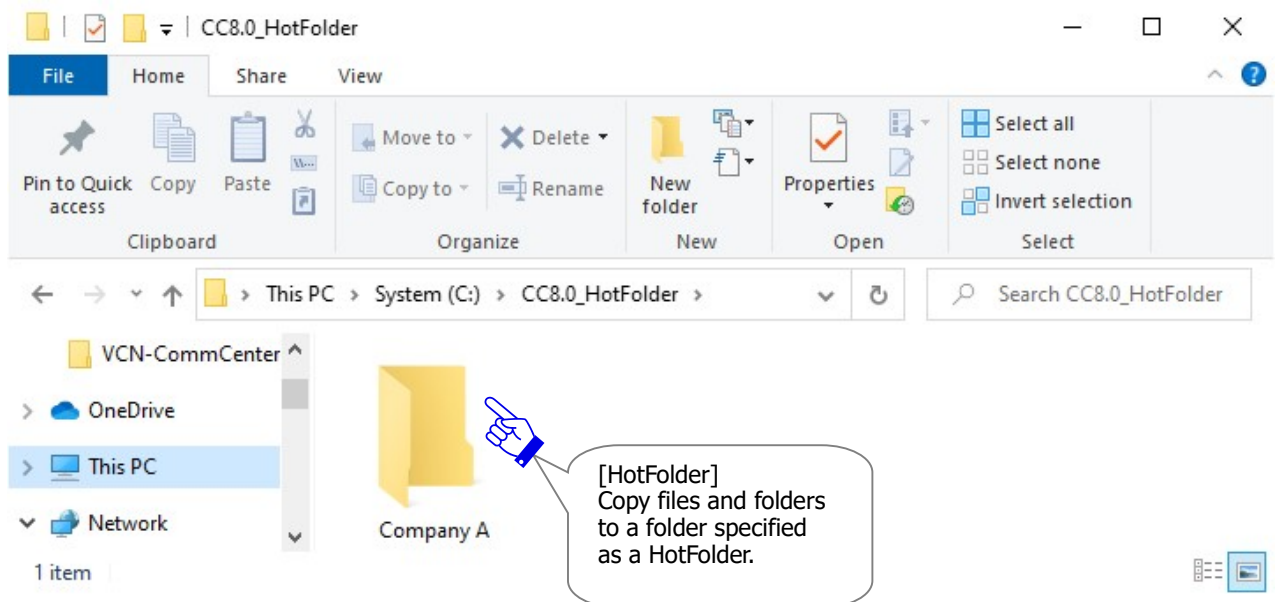 CC8.0_HotFolder
File Home Share View
Pin to Quick access
Copy
Paste
Move to
Copy to
Delete
Rename
New folder
Properties
Select all
Select none
Invert selection
Clipboard Organize New Open Select
This PC > System (C:) > CC8.0_HotFolder >
Search CC8.0_HotFolder
VCN-CommCenter
OneDrive
This PC
Network
Company A
[HotFolder]
Copy files and folders
to a folder specified
as a HotFolder.
1 item